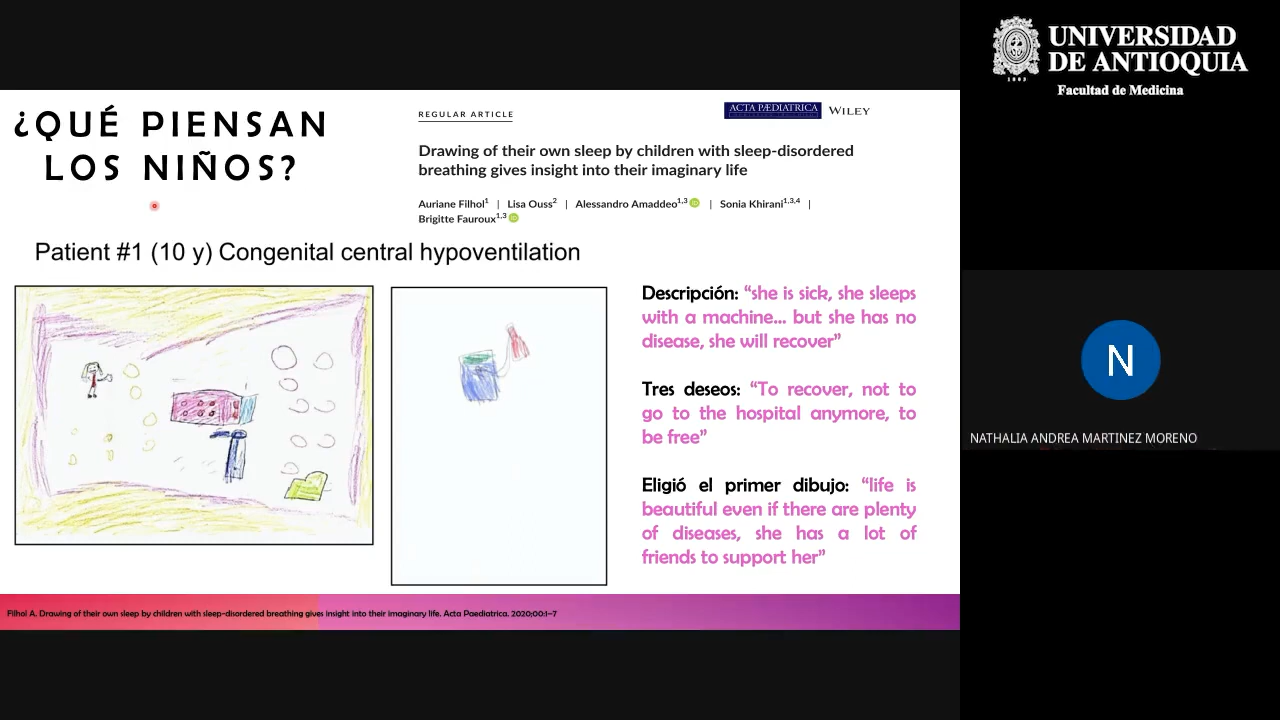 ¿QUÉ PIENSAN
LOS NIÑOS?
REGULAR ARTICLE
ACTA PÆDIATRICA
WILEY
Drawing of their own sleep by children with sleep-disordered
breathing gives insight into their imaginary life
Auriane Filhol1 | Lisa Ouss2 | Alessandro Amaddeo1,3 iD | Sonia Khirani1,3,4 |
Brigitte Fauroux1,3 iD
Patient #1 (10 y) Congenital central hypoventilation
Descripción: “she is sick, she sleeps
with a machine... but she has no
disease, she will recover”
Tres deseos: “To recover, not to
go to the hospital anymore, to
be free”
Eligió el primer dibujo: “life is
beautiful even if there are plenty
of diseases, she has a lot of
friends to support her”
Filhol A. Drawing of their own sleep by children with sleep-disordered breathing gives insight into their imaginary life. Acta Paediatrica. 2020;00:1–7
UNIVERSIDAD
DE ANTIOQUIA
1803
Facultad de Medicina
N
NATHALIA ANDREA MARTINEZ MORENO